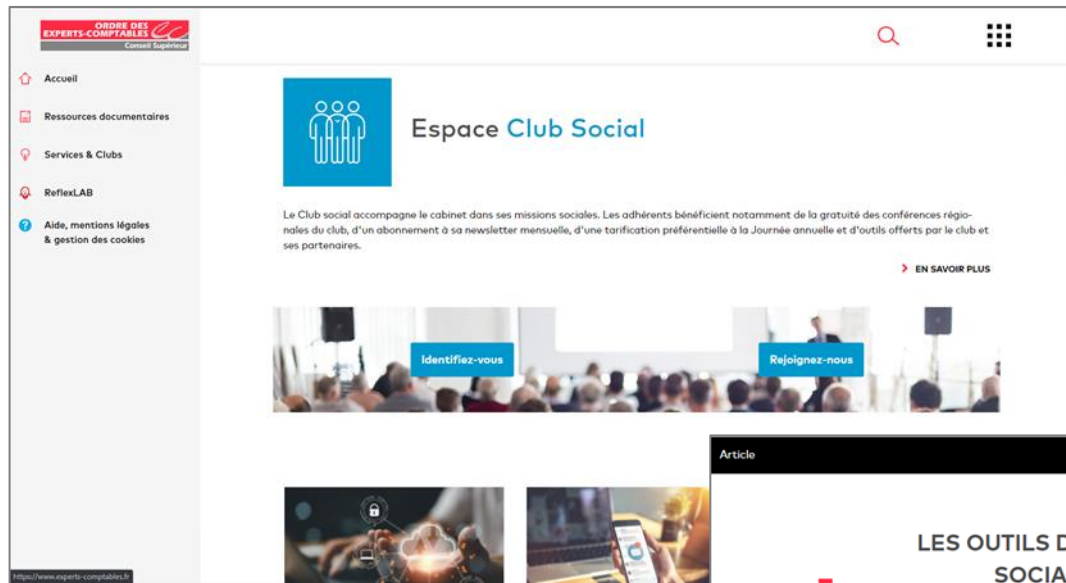 ORDRE DES
EXPERTS-COMPTABLES
Conseil Supérieur
Accueil
Ressources documentaires
Services & Clubs
ReflexLAB
Aide, mentions légales
& gestion des cookies
Espace Club Social
Le Club social accompagne le cabinet dans ses missions sociales. Les adhérents bénéficient notamment de la gratuité des conférences régio-
nales du club, d'un abonnement à sa newsletter mensuelle, d'une tarification préférentielle à la Journée annuelle et d'outils offerts par le club et
ses partenaires.
EN SAVOIR PLUS
Identifiez-vous
Rejoignez-nous
Article
LES OUTILS D
SOCIA
https://www.experts-comptables.fr